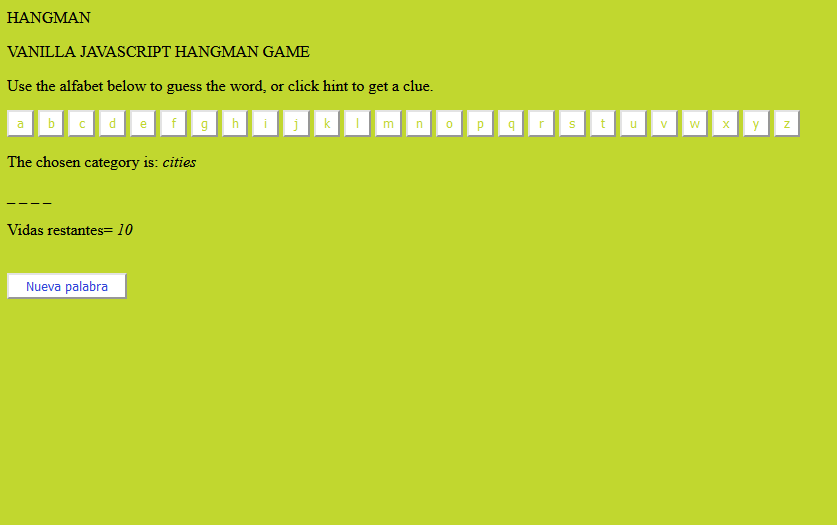 HANGMAN
VANILLA JAVASCRIPT HANGMAN GAME
Use the alfabet below to guess the word, or click hint to get a clue.
a b c d e f g h i j k l m n o p q r s t u v w x y z
The chosen category is: cities
_ _ _ _
Vidas restantes= 10
Nueva palabra